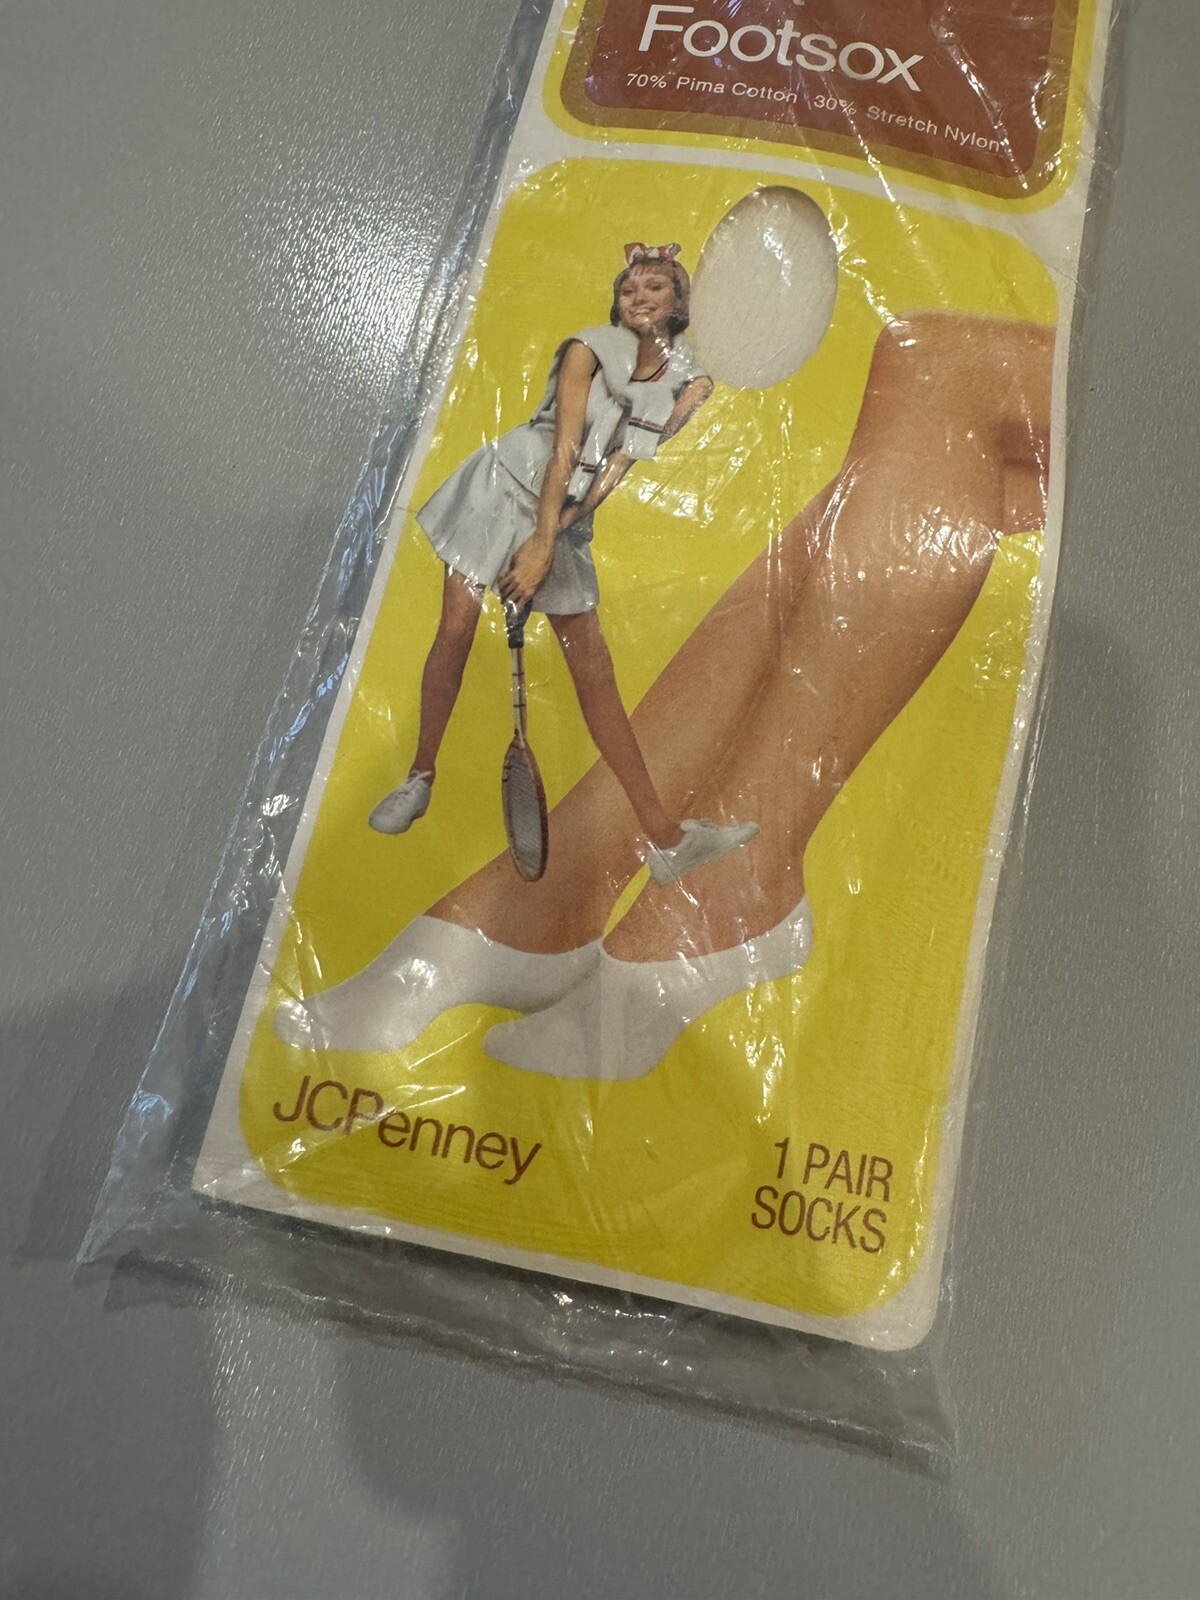 Footsox
70% Pima Cotton 30% Stretch Nylon
JCPenney
1 PAIR
SOCKS